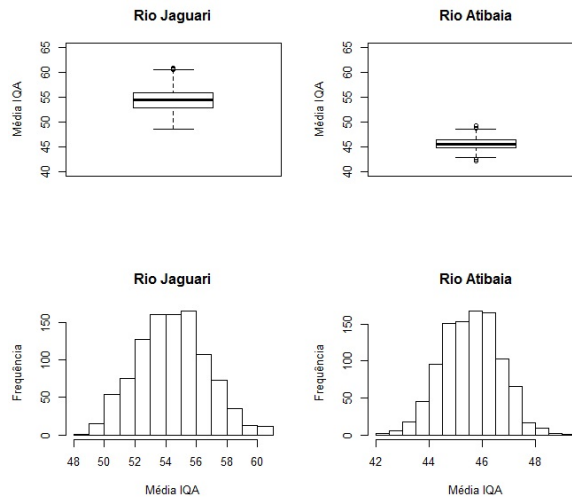 Rio Jaguari
Rio Atibaia
Média IQA
65
60
55
50
45
40
Média IQA
65
60
55
50
45
40
Rio Jaguari
Rio Atibaia
Frequência
150
100
50
0
48 50 52 54 56 58 60
Média IQA
Frequência
150
100
50
0
42 44 46 48
Média IQA